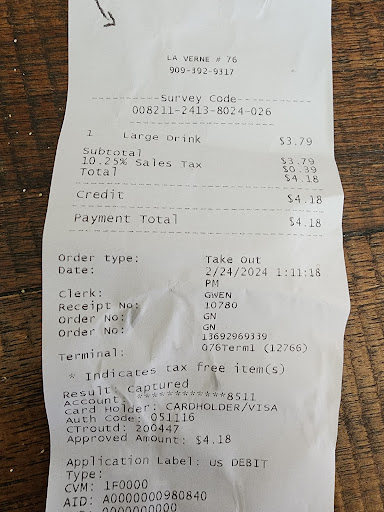 LA VERNE # 76
909-392-9317
Survey Code
008211-2413-8024-026
1 Large Drink $3.79
Subtotal $3.79
10.25% Sales Tax $0.39
Total $4.18
Credit $4.18
Payment Total $4.18
Order type: Take Out
Date: 2/24/2024 1:11:18
PM
Clerk: GWEN
Receipt No: 10780
Order No: GN
Order No: GN
13692969339
Terminal: 076Term1 (12766)
* Indicates tax free item(s)
Result: Captured
Account: ************8511
Card Holder: CARDHOLDER/VISA
Auth Code: 051116
CTroutd: 200447
Approved Amount: $4.18
Application Label: US DEBIT
Type:
CVM: 1F0000
AID: A0000000980840
0000000000